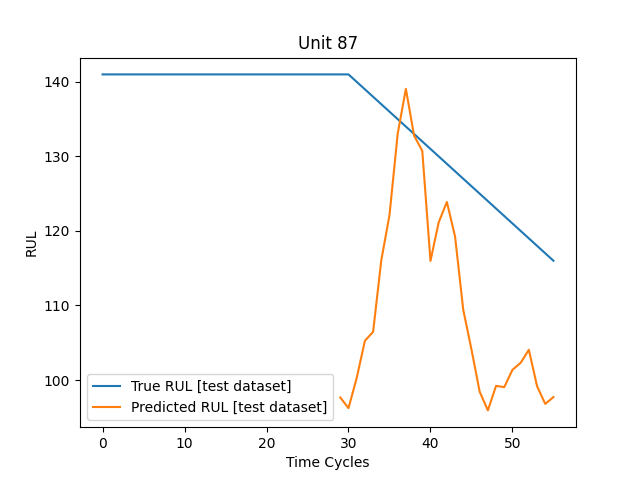 Unit 87
140
130
120
110
100
RUL
True RUL [test dataset]
Predicted RUL [test dataset]
0 10 20 30 40 50
Time Cycles